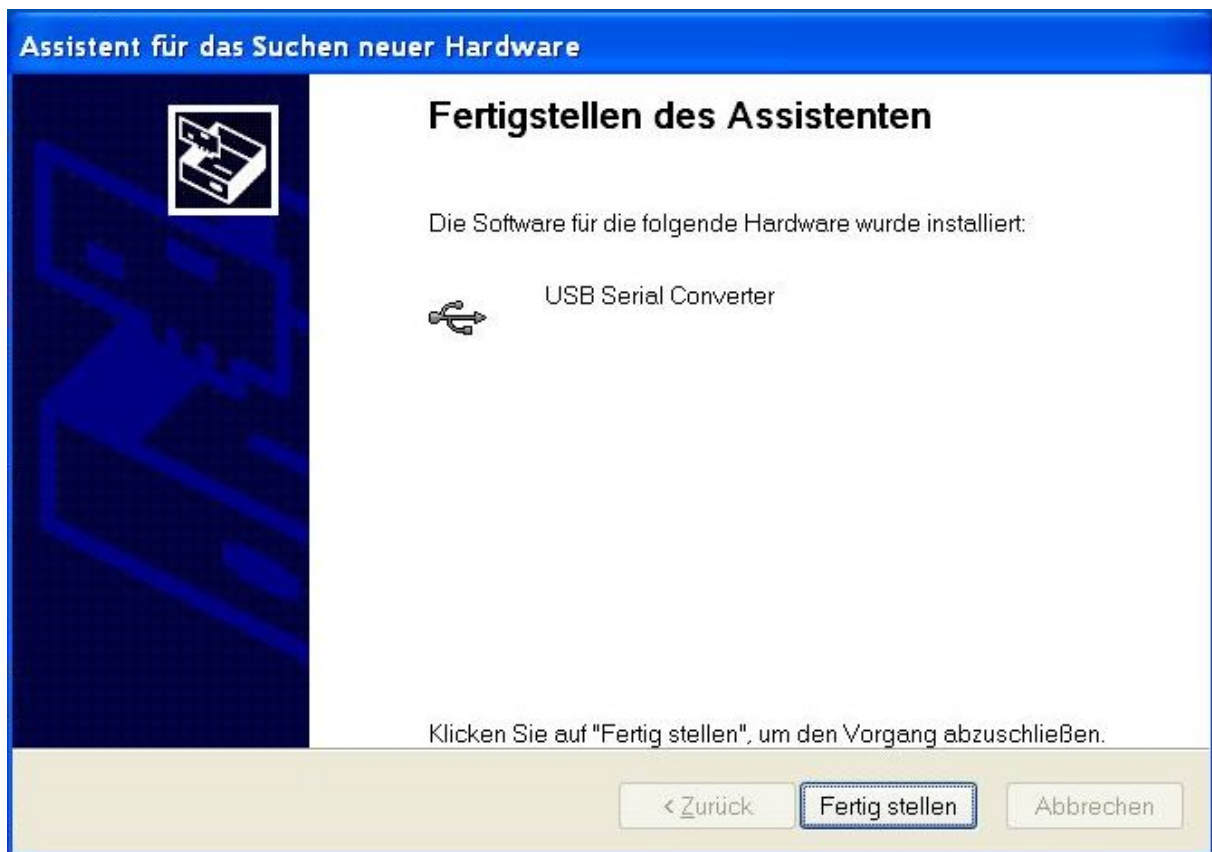 Assistent für das Suchen neuer Hardware
Fertigstellen des Assistenten
Die Software für die folgende Hardware wurde installiert:
USB Serial Converter
Klicken Sie auf "Fertig stellen", um den Vorgang abzuschließen.
< Zurück Fertig stellen Abbrechen